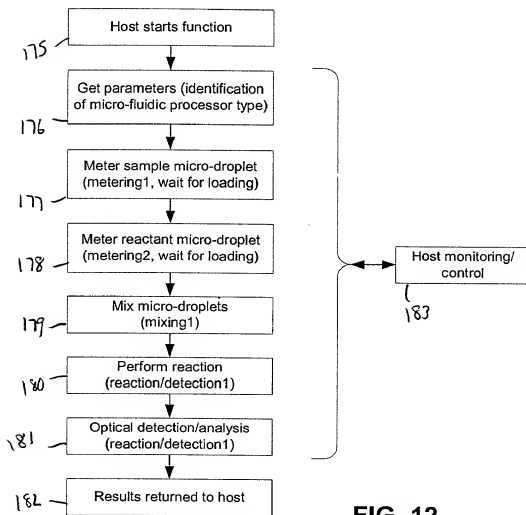 Host starts function
175
Get parameters (identification
of micro-fluidic processor type)
176
Meter sample micro-droplet
(metering1, wait for loading)
177
Meter reactant micro-droplet
(metering2, wait for loading)
178
Mix micro-droplets
(mixing1)
179
Perform reaction
(reaction/detection1)
180
Optical detection/analysis
(reaction/detection1)
181
Results returned to host
182
Host monitoring/
control
183
FIG. 12